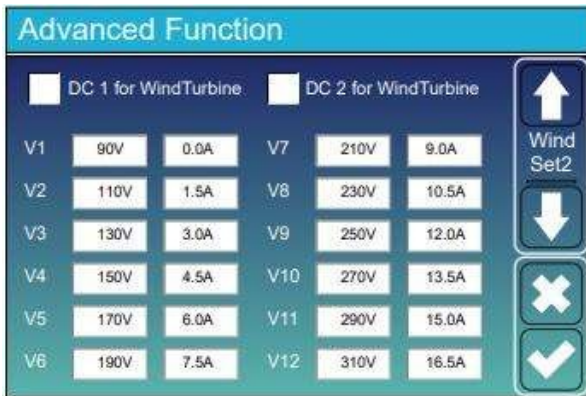 Advanced Function
DC 1 for WindTurbine DC 2 for WindTurbine
V1 90V 0.0A V7 210V 9.0A
V2 110V 1.5A V8 230V 10.5A
V3 130V 3.0A V9 250V 12.0A
V4 150V 4.5A V10 270V 13.5A
V5 170V 6.0A V11 290V 15.0A
V6 190V 7.5A V12 310V 16.5A
Wind
Set2